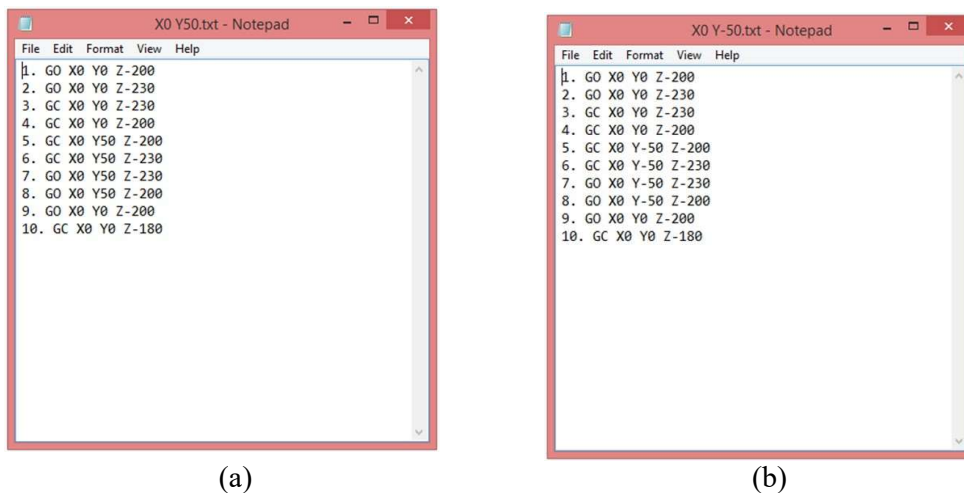 X0 Y50.txt - Notepad
File Edit Format View Help
1. GO X0 Y0 Z-200
2. GO X0 Y0 Z-230
3. GC X0 Y0 Z-230
4. GC X0 Y0 Z-200
5. GC X0 Y50 Z-200
6. GC X0 Y50 Z-230
7. GO X0 Y50 Z-230
8. GO X0 Y50 Z-200
9. GO X0 Y0 Z-200
10. GC X0 Y0 Z-180
(a)
X0 Y-50.txt - Notepad
File Edit Format View Help
1. GO X0 Y0 Z-200
2. GO X0 Y0 Z-230
3. GC X0 Y0 Z-230
4. GC X0 Y0 Z-200
5. GC X0 Y-50 Z-200
6. GC X0 Y-50 Z-230
7. GO X0 Y-50 Z-230
8. GO X0 Y-50 Z-200
9. GO X0 Y0 Z-200
10. GC X0 Y0 Z-180
(b)